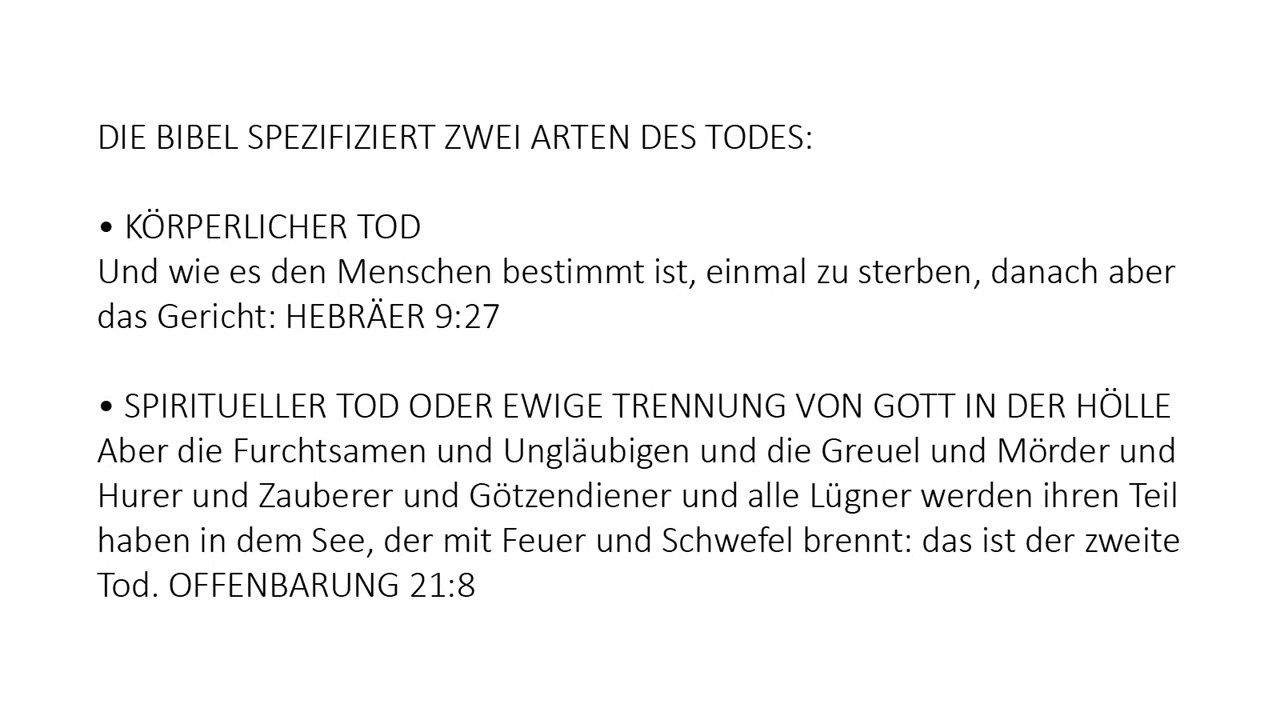 DIE BIBEL SPEZIFIZIERT ZWEI ARTEN DES TODES:
• KÖRPERLICHER TOD
Und wie es den Menschen bestimmt ist, einmal zu sterben, danach aber
das Gericht: HEBRÄER 9:27
• SPIRITUELLER TOD ODER EWIGE TRENNUNG VON GOTT IN DER HÖLLE
Aber die Furchtsamen und Ungläubigen und die Greuel und Mörder und
Hurer und Zauberer und Götzendiener und alle Lügner werden ihren Teil
haben in dem See, der mit Feuer und Schwefel brennt: das ist der zweite
Tod. OFFENBARUNG 21:8